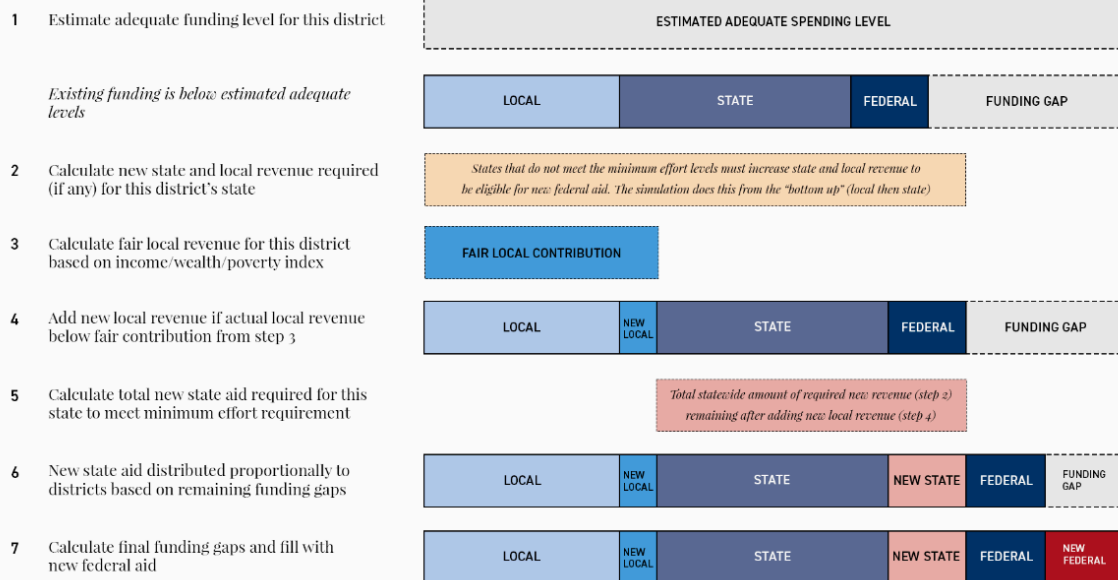 1 Estimate adequate funding level for this district
ESTIMATED ADEQUATE SPENDING LEVEL
Existing funding is below estimated adequate
levels
LOCAL STATE FEDERAL FUNDING GAP
2 Calculate new state and local revenue required
(if any) for this district's state
States that do not meet the minimum effort levels must increase state and local revenue to
be eligible for new federal aid. The simulation does this from the "bottom up" (local then state)
3 Calculate fair local revenue for this district
based on income/wealth/poverty index
FAIR LOCAL CONTRIBUTION
4 Add new local revenue if actual local revenue
below fair contribution from step 3
LOCAL NEW LOCAL STATE FEDERAL FUNDING GAP
5 Calculate total new state aid required for this
state to meet minimum effort requirement
Total statewide amount of required new revenue (step 2)
remaining after adding new local revenue (step 4)
6 New state aid distributed proportionally to
districts based on remaining funding gaps
LOCAL NEW LOCAL STATE NEW STATE FEDERAL FUNDING GAP
7 Calculate final funding gaps and fill with
new federal aid
LOCAL NEW LOCAL STATE NEW STATE FEDERAL NEW FEDERAL